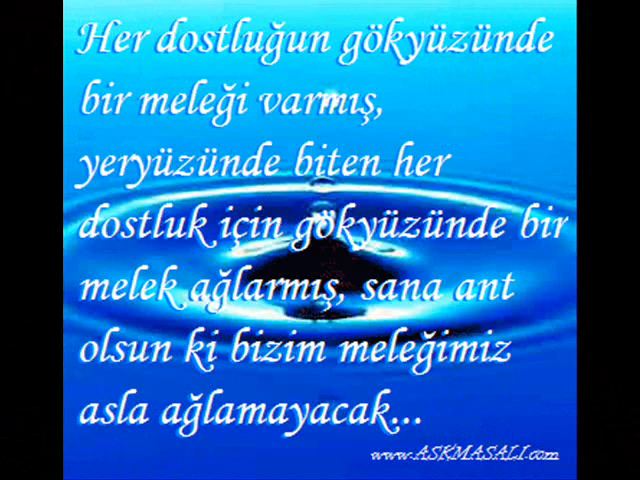 Her dostluğun gökyüzünde
bir meleği varmış,
yeryüzünde biten her
dostluk için gökyüzünde bir
melek ağlarmış, sana ant
olsun ki bizim meleğimiz
asla ağlamayacak...
www.ASKMASALI.com